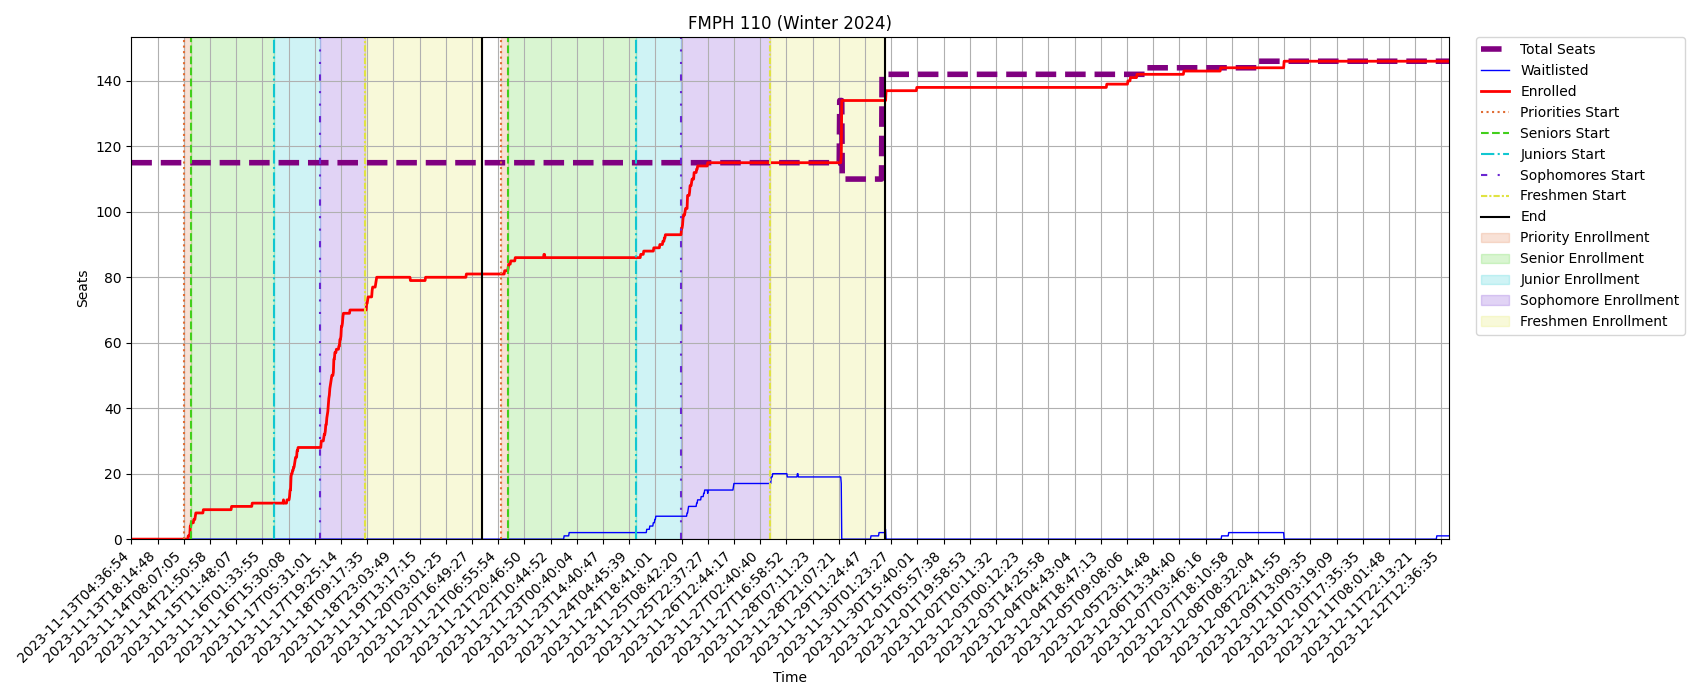 FMPH 110 (Winter 2024)
Seats
140
120
100
80
60
40
20
0
2023-11-13T04:36:54
2023-11-13T18:14:48
2023-11-14T08:07:05
2023-11-14T21:50:58
2023-11-15T11:48:07
2023-11-16T01:33:55
2023-11-16T15:30:08
2023-11-17T05:31:01
2023-11-17T19:25:14
2023-11-18T09:17:35
2023-11-18T23:03:49
2023-11-19T13:17:15
2023-11-20T03:01:25
2023-11-20T16:49:27
2023-11-21T06:55:54
2023-11-21T20:46:50
2023-11-22T10:44:52
2023-11-23T00:40:04
2023-11-23T14:40:47
2023-11-24T04:45:39
2023-11-24T18:41:01
2023-11-25T08:42:20
2023-11-25T22:37:27
2023-11-26T12:44:17
2023-11-27T02:40:40
2023-11-27T16:58:52
2023-11-28T07:11:23
2023-11-28T21:07:21
2023-11-29T11:24:47
2023-11-30T01:23:27
2023-11-30T15:40:01
2023-12-01T05:57:38
2023-12-01T19:58:53
2023-12-02T10:11:32
2023-12-03T00:12:23
2023-12-03T14:25:58
2023-12-04T04:43:04
2023-12-04T18:47:13
2023-12-05T09:08:06
2023-12-05T23:14:48
2023-12-06T13:34:40
2023-12-07T03:46:16
2023-12-07T18:10:58
2023-12-08T08:32:04
2023-12-08T22:41:55
2023-12-09T13:09:35
2023-12-10T03:19:09
2023-12-10T17:35:35
2023-12-11T08:01:48
2023-12-11T22:13:21
2023-12-12T12:36:35
Time
Total Seats
Waitlisted
Enrolled
Priorities Start
Seniors Start
Juniors Start
Sophomores Start
Freshmen Start
End
Priority Enrollment
Senior Enrollment
Junior Enrollment
Sophomore Enrollment
Freshmen Enrollment